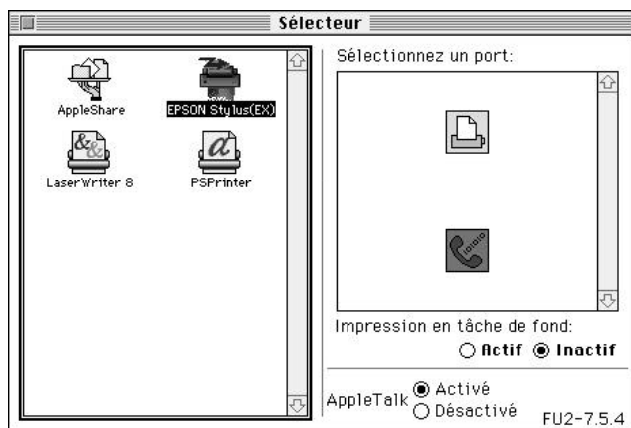 Sélecteur
AppleShare
EPSON Stylus(EX)
LaserWriter 8
PSPrinter
Sélectionnez un port:
Impression en tâche de fond:
Actif
Inactif
AppleTalk
Activé
Désactivé
FU2-7.5.4